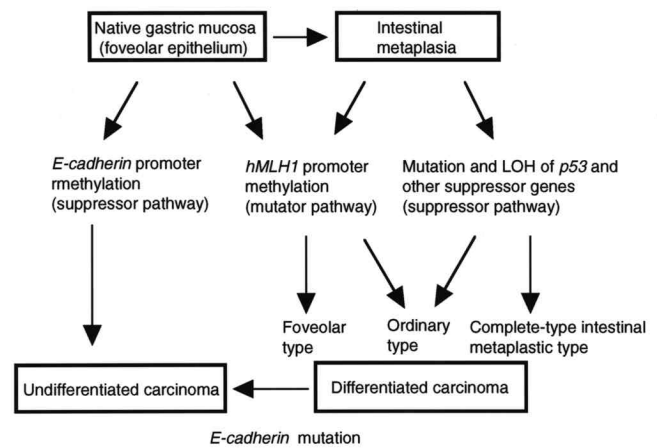 Native gastric mucosa
(foveolar epithelium)
Intestinal
metaplasia
E-cadherin promoter
rmethylation
(suppressor pathway)
hMLH1 promoter
methylation
(mutator pathway)
Mutation and LOH of p53 and
other suppressor genes
(suppressor pathway)
Foveolar
type
Ordinary
type
Complete-type intestinal
metaplastic type
Undifferentiated carcinoma
Differentiated carcinoma
E-cadherin mutation